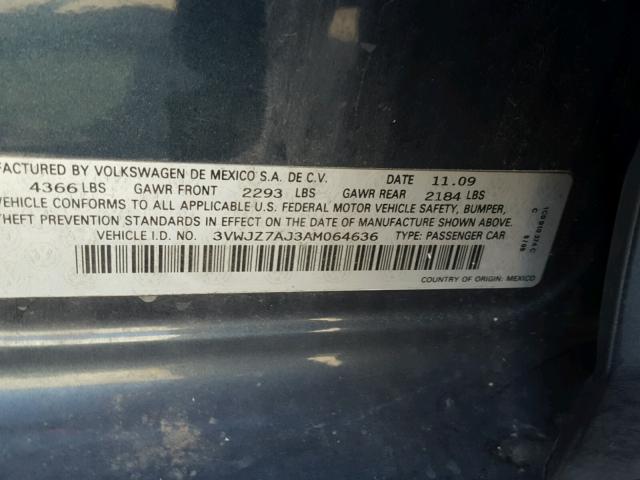 FACTURED BY VOLKSWAGEN DE MEXICO S.A. DE C.V. DATE 11.09
4366 LBS GAWR FRONT 2293 LBS GAWR REAR 2184 LBS
VEHICLE CONFORMS TO ALL APPLICABLE U.S. FEDERAL MOTOR VEHICLE SAFETY, BUMPER,
THEFT PREVENTION STANDARDS IN EFFECT ON THE DATE OF MANUFACTURE SHOWN ABOVE.
VEHICLE I.D. NO. 3VWJZ7AJ3AM064636 TYPE: PASSENGER CAR
COUNTRY OF ORIGIN: MEXICO